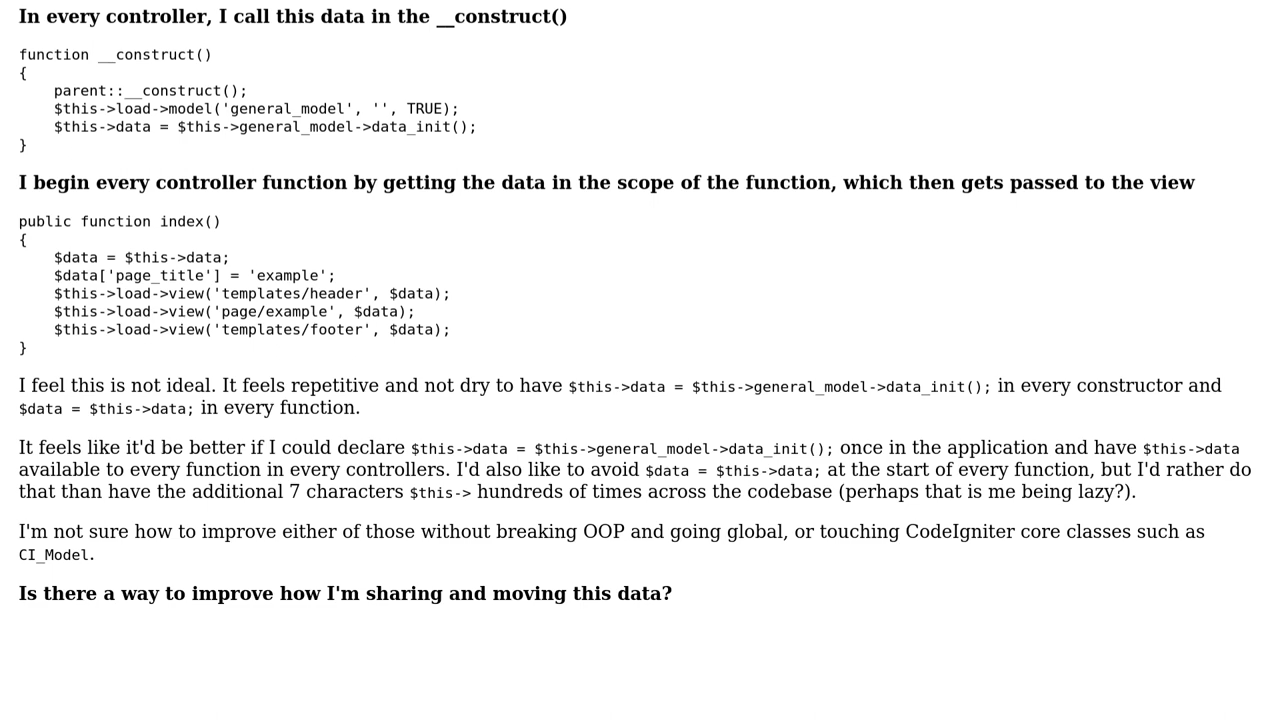 In every controller, I call this data in the __construct()
function __construct()
{
    parent::__construct();
    $this->load->model('general_model', '', TRUE);
    $this->data = $this->general_model->data_init();
}
I begin every controller function by getting the data in the scope of the function, which then gets passed to the view
public function index()
{
    $data = $this->data;
    $data['page_title'] = 'example';
    $this->load->view('templates/header', $data);
    $this->load->view('page/example', $data);
    $this->load->view('templates/footer', $data);
}
I feel this is not ideal. It feels repetitive and not dry to have $this->data = $this->general_model->data_init(); in every constructor and
$data = $this->data; in every function.
It feels like it'd be better if I could declare $this->data = $this->general_model->data_init(); once in the application and have $this->data
available to every function in every controllers. I'd also like to avoid $data = $this->data; at the start of every function, but I'd rather do
that than have the additional 7 characters $this-> hundreds of times across the codebase (perhaps that is me being lazy?).
I'm not sure how to improve either of those without breaking OOP and going global, or touching CodeIgniter core classes such as
CI_Model.
Is there a way to improve how I'm sharing and moving this data?